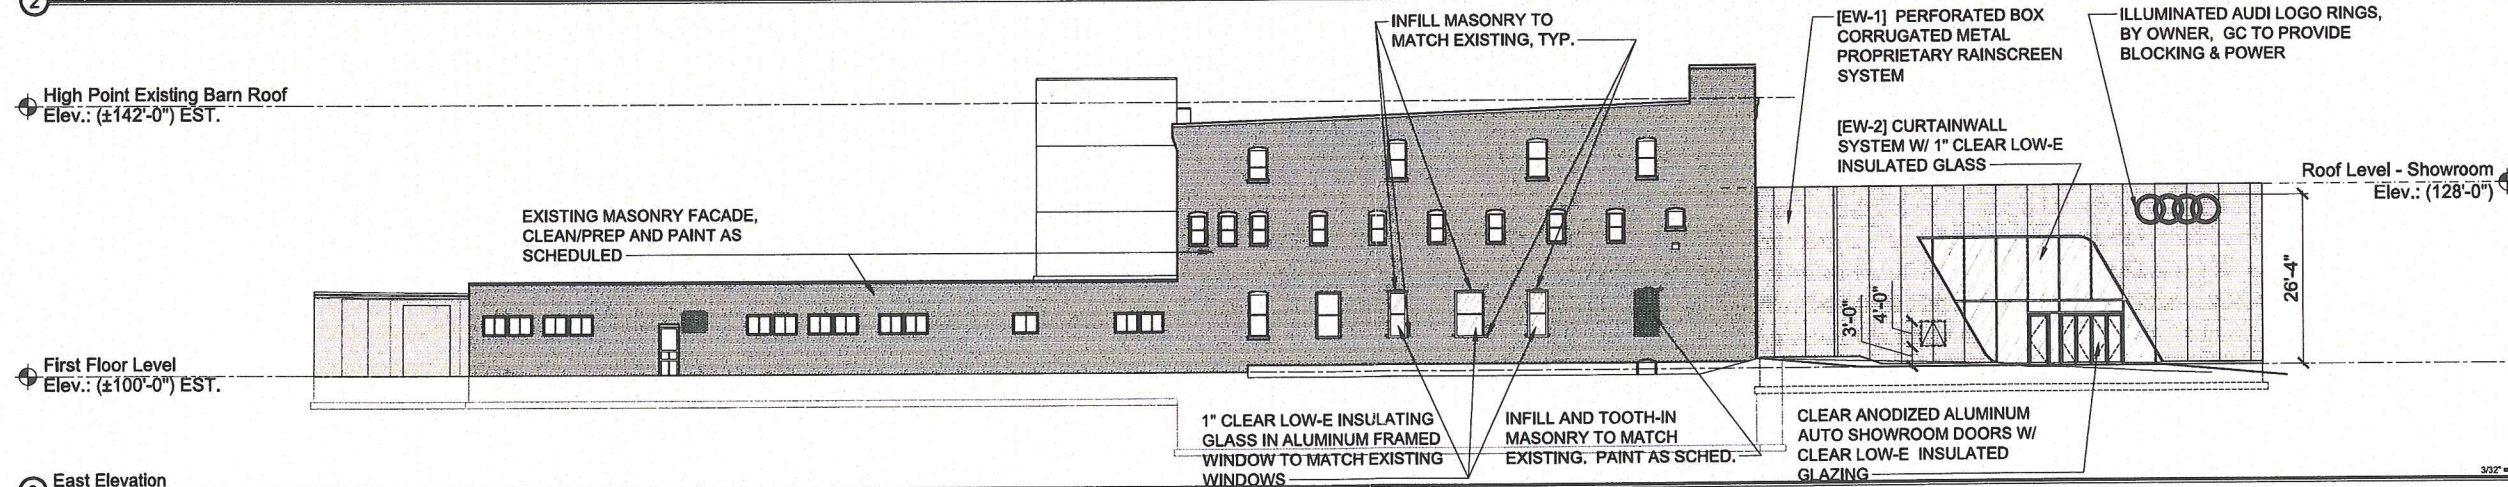 2
INFILL MASONRY TO
MATCH EXISTING, TYP.
[EW-1] PERFORATED BOX
CORRUGATED METAL
PROPRIETARY RAINSCREEN
SYSTEM
ILLUMINATED AUDI LOGO RINGS,
BY OWNER, GC TO PROVIDE
BLOCKING & POWER
High Point Existing Barn Roof
Elev.: (±142'-0") EST.
[EW-2] CURTAINWALL
SYSTEM W/ 1" CLEAR LOW-E
INSULATED GLASS
Roof Level - Showroom
Elev.: (128'-0")
EXISTING MASONRY FACADE,
CLEAN/PREP AND PAINT AS
SCHEDULED
26'-4"
3'-0"
4'-0"
First Floor Level
Elev.: (±100'-0") EST.
1" CLEAR LOW-E INSULATING
GLASS IN ALUMINUM FRAMED
WINDOW TO MATCH EXISTING
WINDOWS
INFILL AND TOOTH-IN
MASONRY TO MATCH
EXISTING. PAINT AS SCHED.
CLEAR ANODIZED ALUMINUM
AUTO SHOWROOM DOORS W/
CLEAR LOW-E INSULATED
GLAZING
East Elevation
3/32"